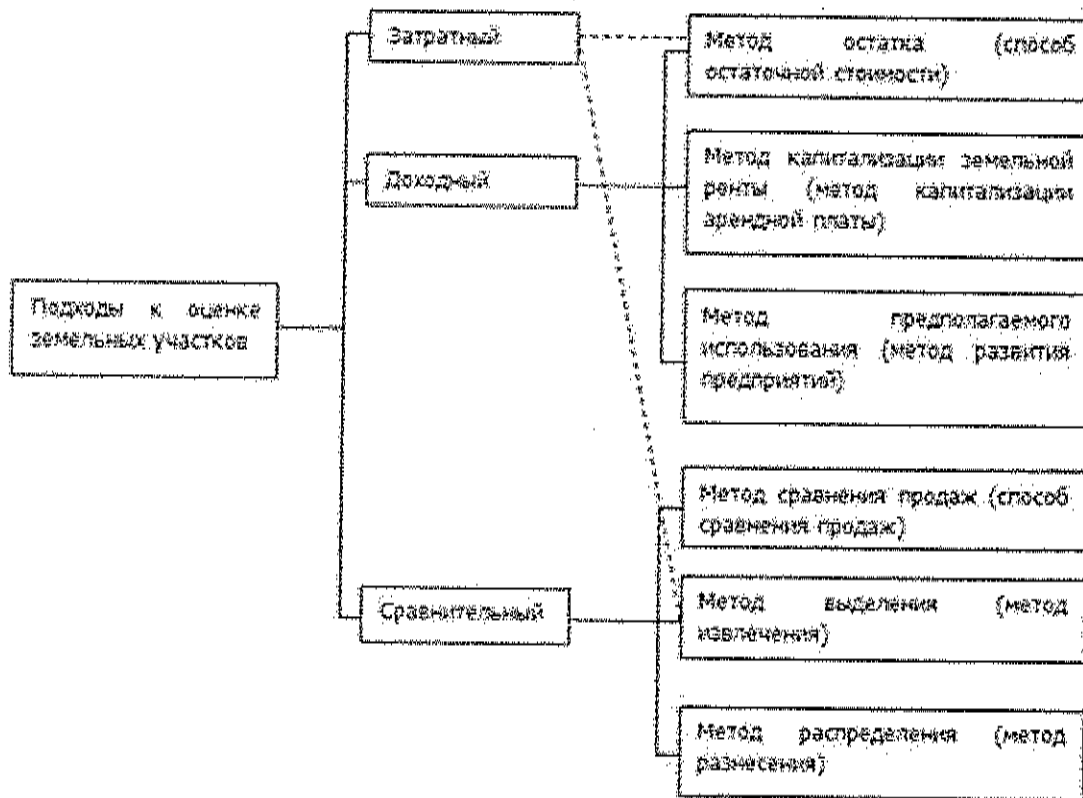 Затратный
Метод остатка (способ
остаточной стоимости)
Доходный
Метод капитализации земельной
ренты (метод капитализации
арендной платы)
Подходы к оценке
земельных участков
Метод предполагаемого
использования (метод развития
предприятий)
Метод сравнения продаж (способ
сравнения продаж)
Сравнительный
Метод выделения (метод
извлечения)
Метод распределения (метод
разнесения)